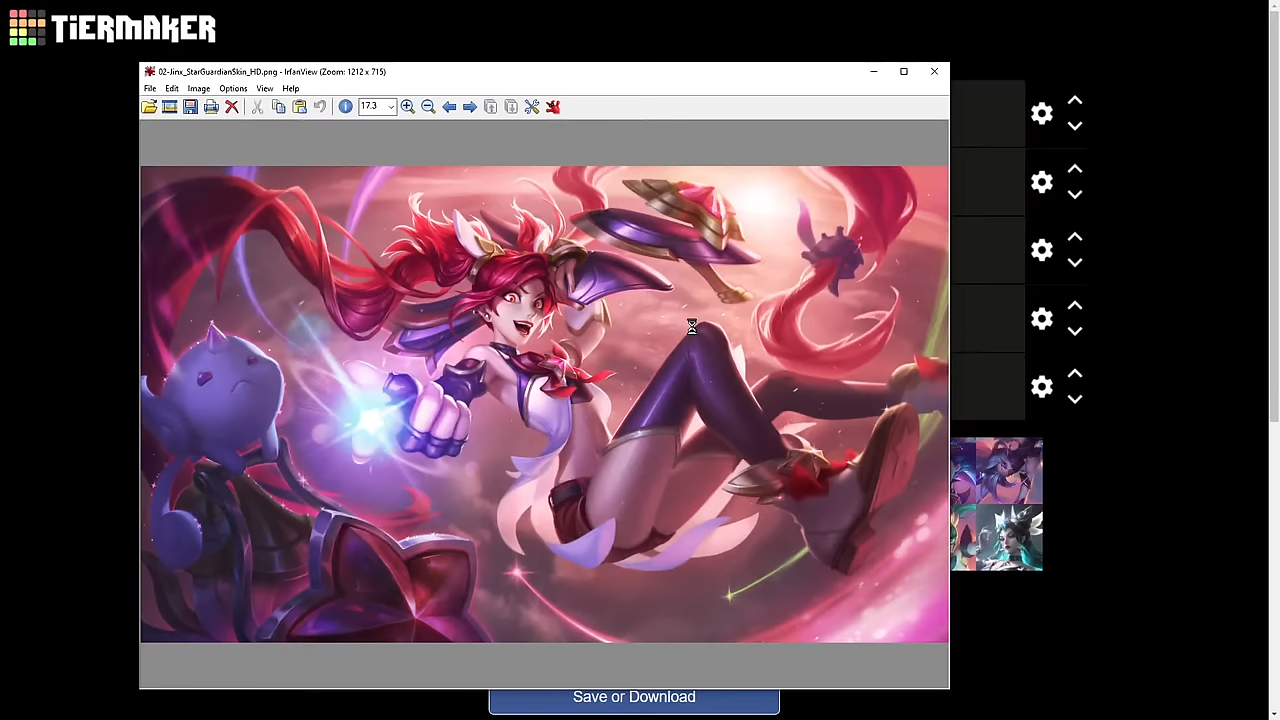 TiERMAKER
02-Jinx_StarGuardianSkin_HD.png - IrfanView (Zoom: 1212 x 715)
File Edit Image Options View Help
17.3
Save or Download